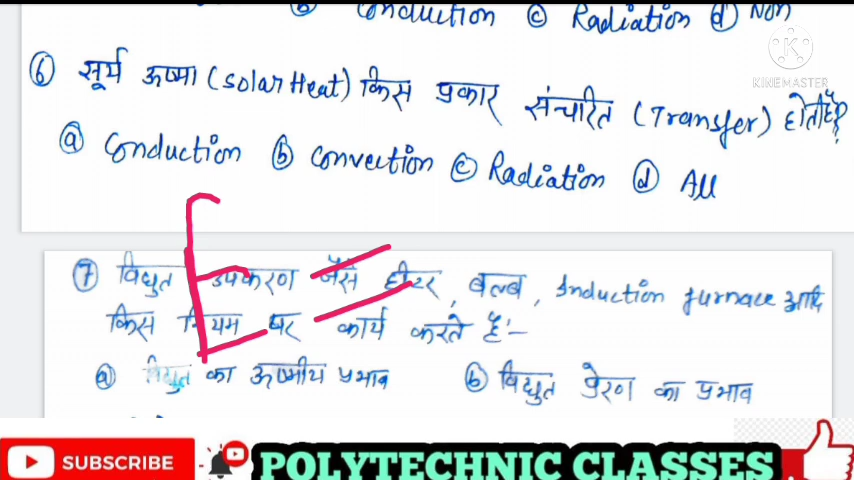 ⓑ Conduction ⓒ Radiation ⓓ Non
KINEMASTER
⑥ सूर्य ऊष्मा (Solar Heat) किस प्रकार संचारित (Transfer) होती है?
ⓐ Conduction ⓑ Convection ⓒ Radiation ⓓ All
⑦ विधुत उपकरण जैसे हीटर, बल्ब, Induction furnace आदि
किस नियम पर कार्य करते हैं:-
ⓐ विधुत का ऊष्मीय प्रभाव ⓑ विधुत प्रेरण का प्रभाव
SUBSCRIBE POLYTECHNIC CLASSES